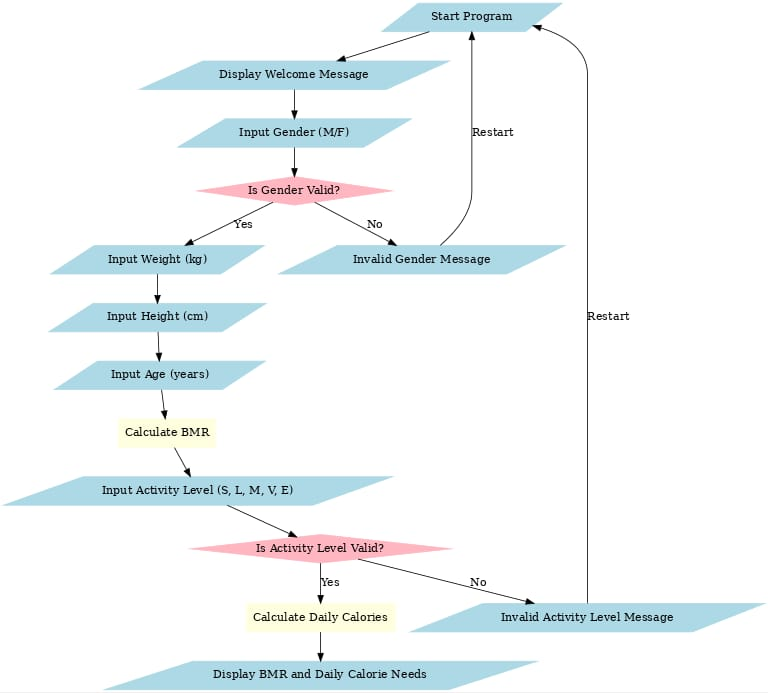 Start Program
Display Welcome Message
Input Gender (M/F)
Restart
Is Gender Valid?
Yes
No
Input Weight (kg)
Invalid Gender Message
Input Height (cm)
Restart
Input Age (years)
Calculate BMR
Input Activity Level (S, L, M, V, E)
Is Activity Level Valid?
Yes
No
Calculate Daily Calories
Invalid Activity Level Message
Display BMR and Daily Calorie Needs